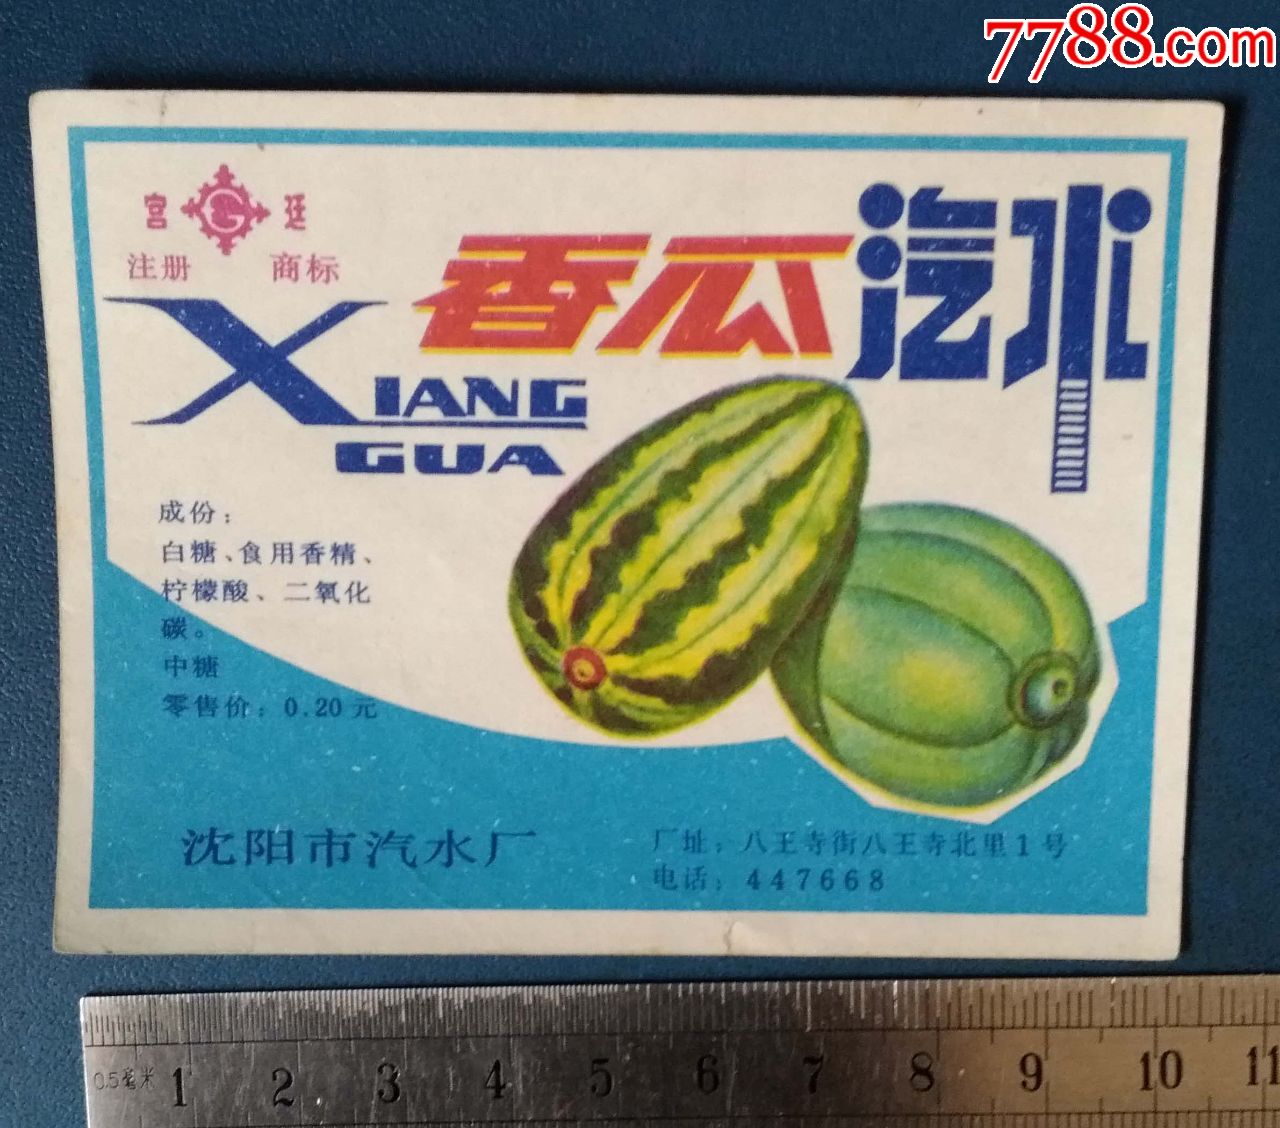 7788.com
宫 G 廷
注册 商标
香瓜汽水
XIANG
GUA
成份：
白糖、食用香精、
柠檬酸、二氧化
碳。
中糖
零售价：0.20元
沈阳市汽水厂
厂址：八王寺街八王寺北里1号
电话：447668
0.5毫米 1 2 3 4 5 6 7 8 9 10 11